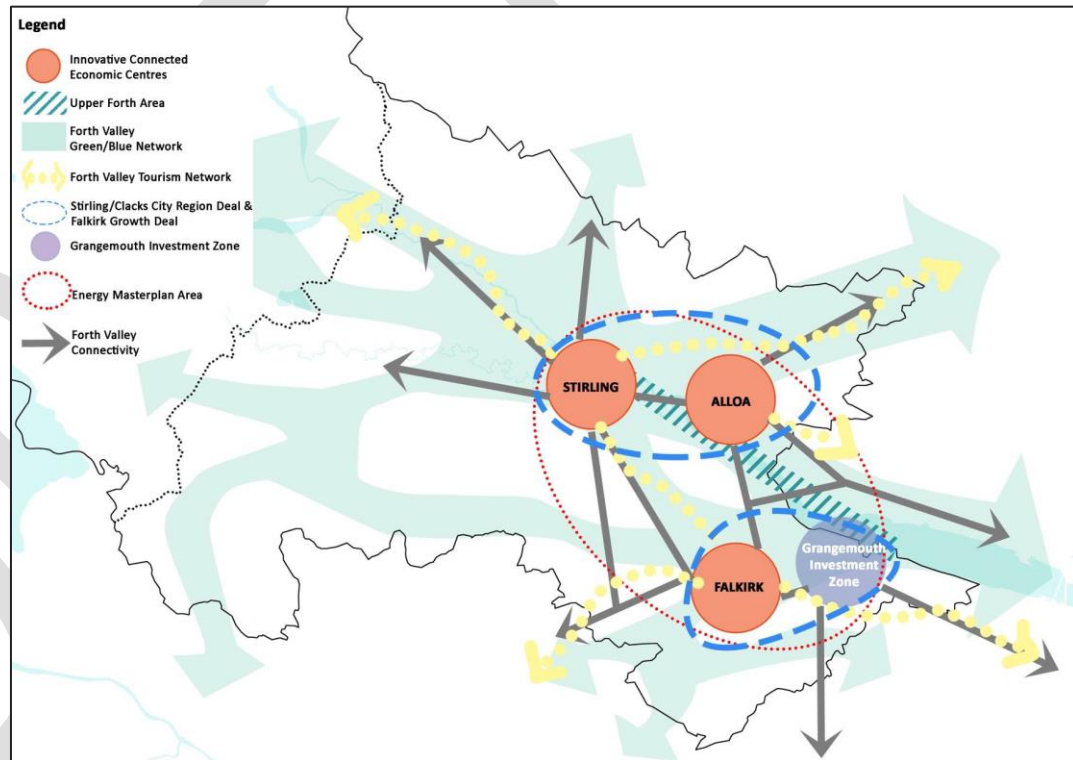 Legend
Innovative Connected
Economic Centres
Upper Forth Area
Forth Valley
Green/Blue Network
Forth Valley Tourism Network
Stirling/Clacks City Region Deal &
Falkirk Growth Deal
Grangemouth Investment Zone
Energy Masterplan Area
Forth Valley
Connectivity
STIRLING
ALLOA
Grangemouth
Investment
Zone
FALKIRK